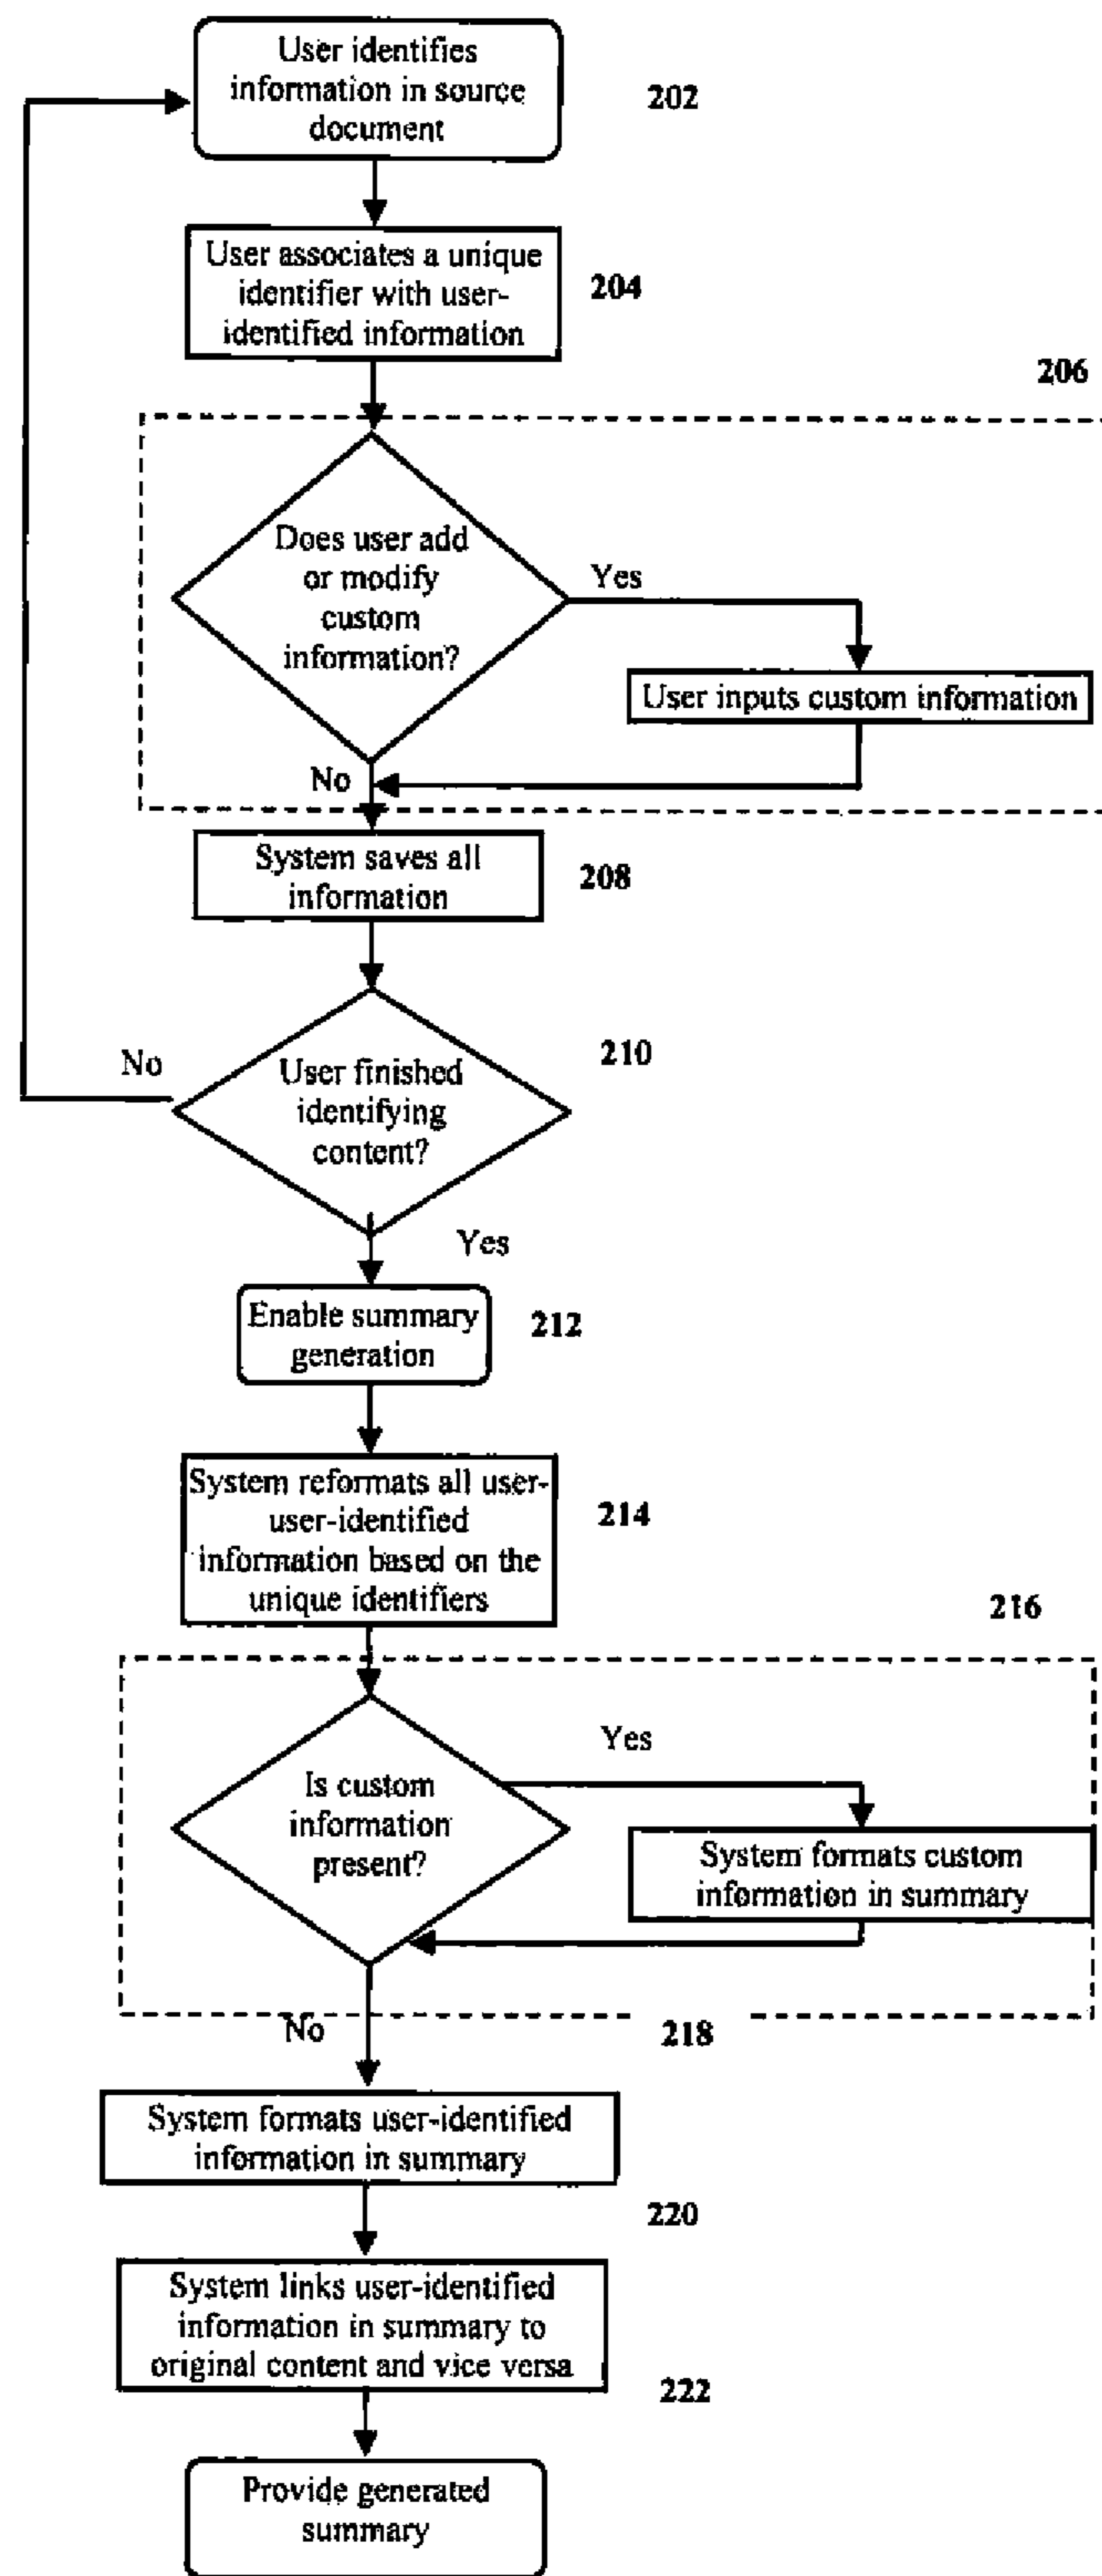 User identifies
information in source
document
202
User associates a unique
identifier with user-
identified information
204
206
Does user add
or modify
custom
information?
Yes
User inputs custom information
No
System saves all
information
208
No
User finished
identifying
content?
210
Yes
Enable summary
generation
212
System reformats all user-
user-identified
information based on the
unique identifiers
214
216
Is custom
information
present?
Yes
System formats custom
information in summary
No
218
System formats user-identified
information in summary
220
System links user-identified
information in summary to
original content and vice versa
222
Provide generated
summary